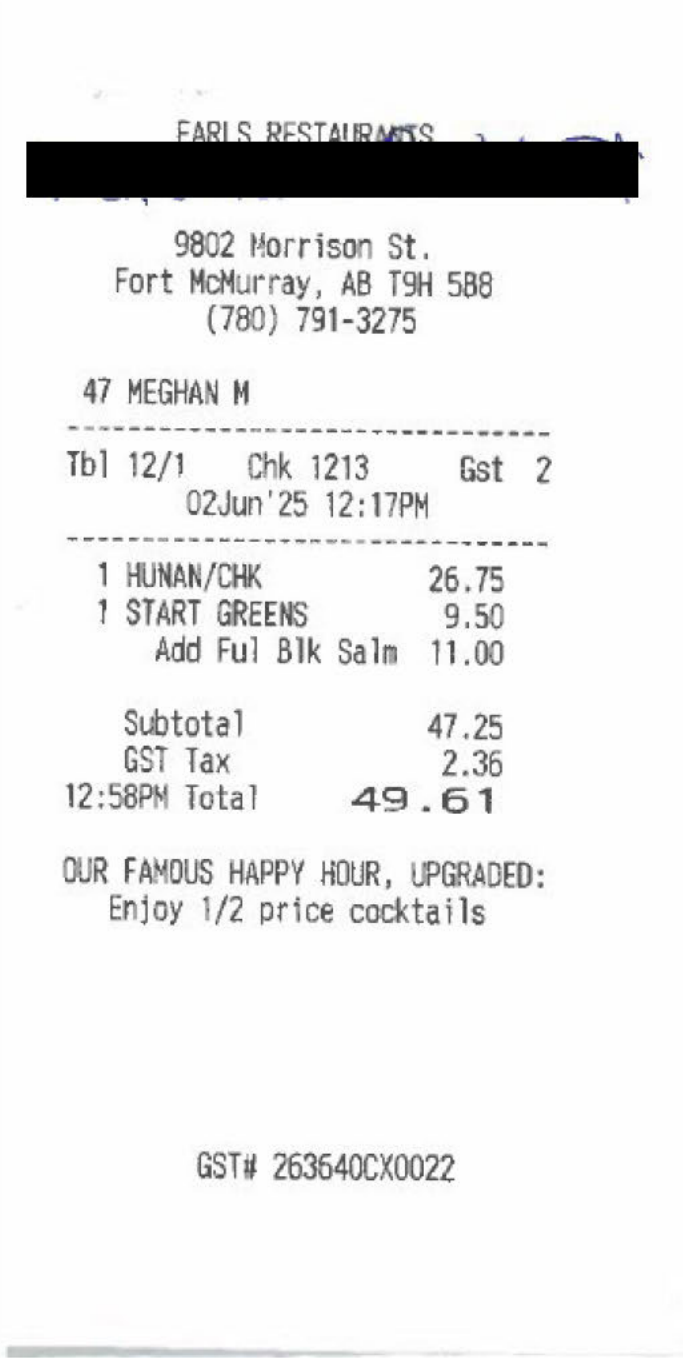 EARLS RESTAURANTS
9802 Morrison St.
Fort McMurray, AB T9H 5B8
(780) 791-3275
47 MEGHAN M
--------------------------------
Tbl 12/1 Chk 1213 Gst 2
02Jun'25 12:17PM
--------------------------------
1 HUNAN/CHK 26.75
1 START GREENS 9.50
Add Ful Blk Salm 11.00
Subtotal 47.25
GST Tax 2.36
12:58PM Total 49.61
OUR FAMOUS HAPPY HOUR, UPGRADED:
Enjoy 1/2 price cocktails
GST# 263640CX0022